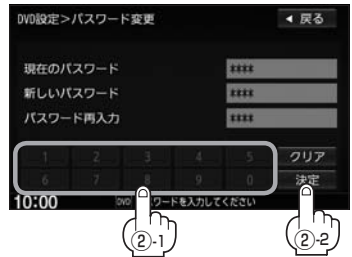 DVD設定>パスワード変更 ◀ 戻る
現在のパスワード ****
新しいパスワード ****
パスワード再入力 ****
1 2 3 4 5 クリア
6 7 8 9 0 決定
10:00 DVD ワードを入力してください
②-1 ②-2